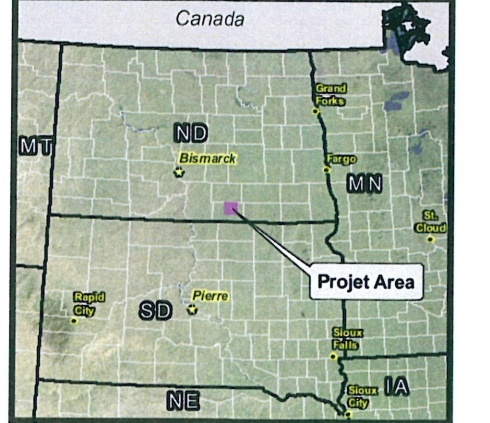 Canada
Grand
Forks
ND
MT
Bismarck
Fargo
MN
St.
Cloud
Projet Area
Rapid
City
SD
Pierre
Sioux
Falls
Sioux
City
IA
NE